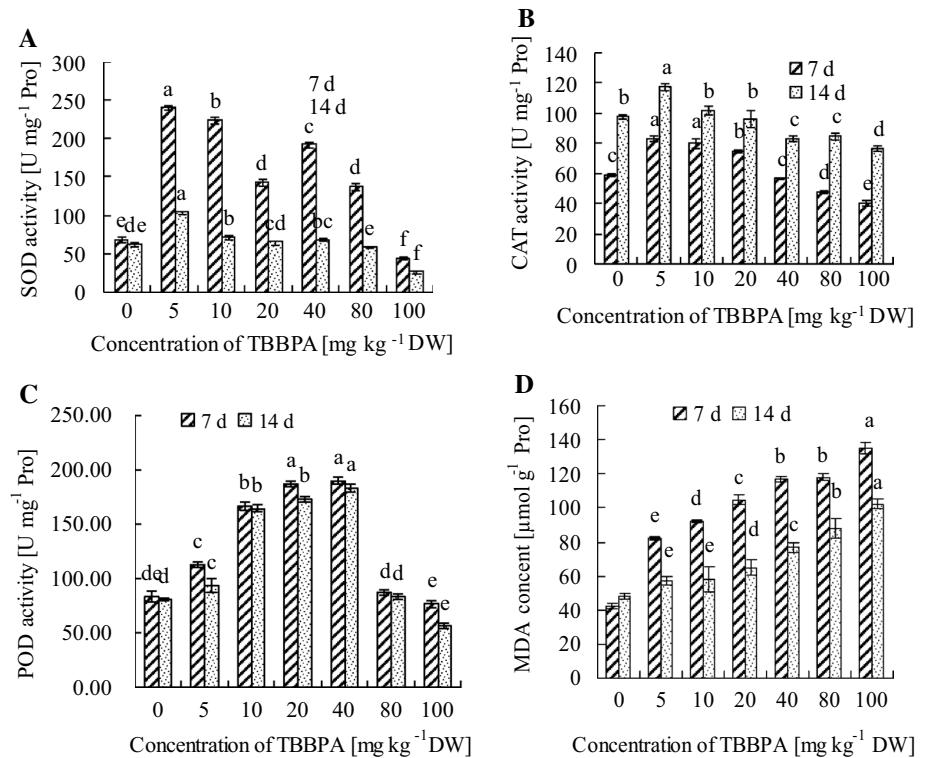 A
300
250
200
150
100
50
0
SOD activity [U mg-1 Pro]
7 d
14 d
e de a a b b d cd c bc d e f f
0 5 10 20 40 80 100
Concentration of TBBPA [mg kg -1 DW]
B
140
120
100
80
60
40
20
0
CAT activity [U mg-1 Pro]
7 d
14 d
c b a a a b b b c c d c e d
0 5 10 20 40 80 100
Concentration of TBBPA [mg kg-1 DW]
C
250.00
200.00
150.00
100.00
50.00
0.00
POD activity [U mg-1 Pro]
7 d 14 d
de d c c b b a b a a d d e e
0 5 10 20 40 80 100
Concentration of TBBPA [mg kg-1 DW]
D
160
140
120
100
80
60
40
20
0
MDA concent [µmol g-1 Pro]
7 d 14 d
e e d e c d b c b b a a
0 5 10 20 40 80 100
Concentration of TBBPA [mg kg-1 DW]